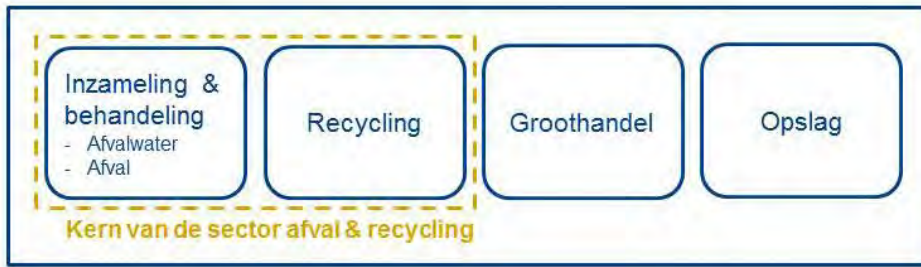 Inzameling & behandeling
- Afvalwater
- Afval
Recycling
Groothandel
Opslag
Kern van de sector afval & recycling